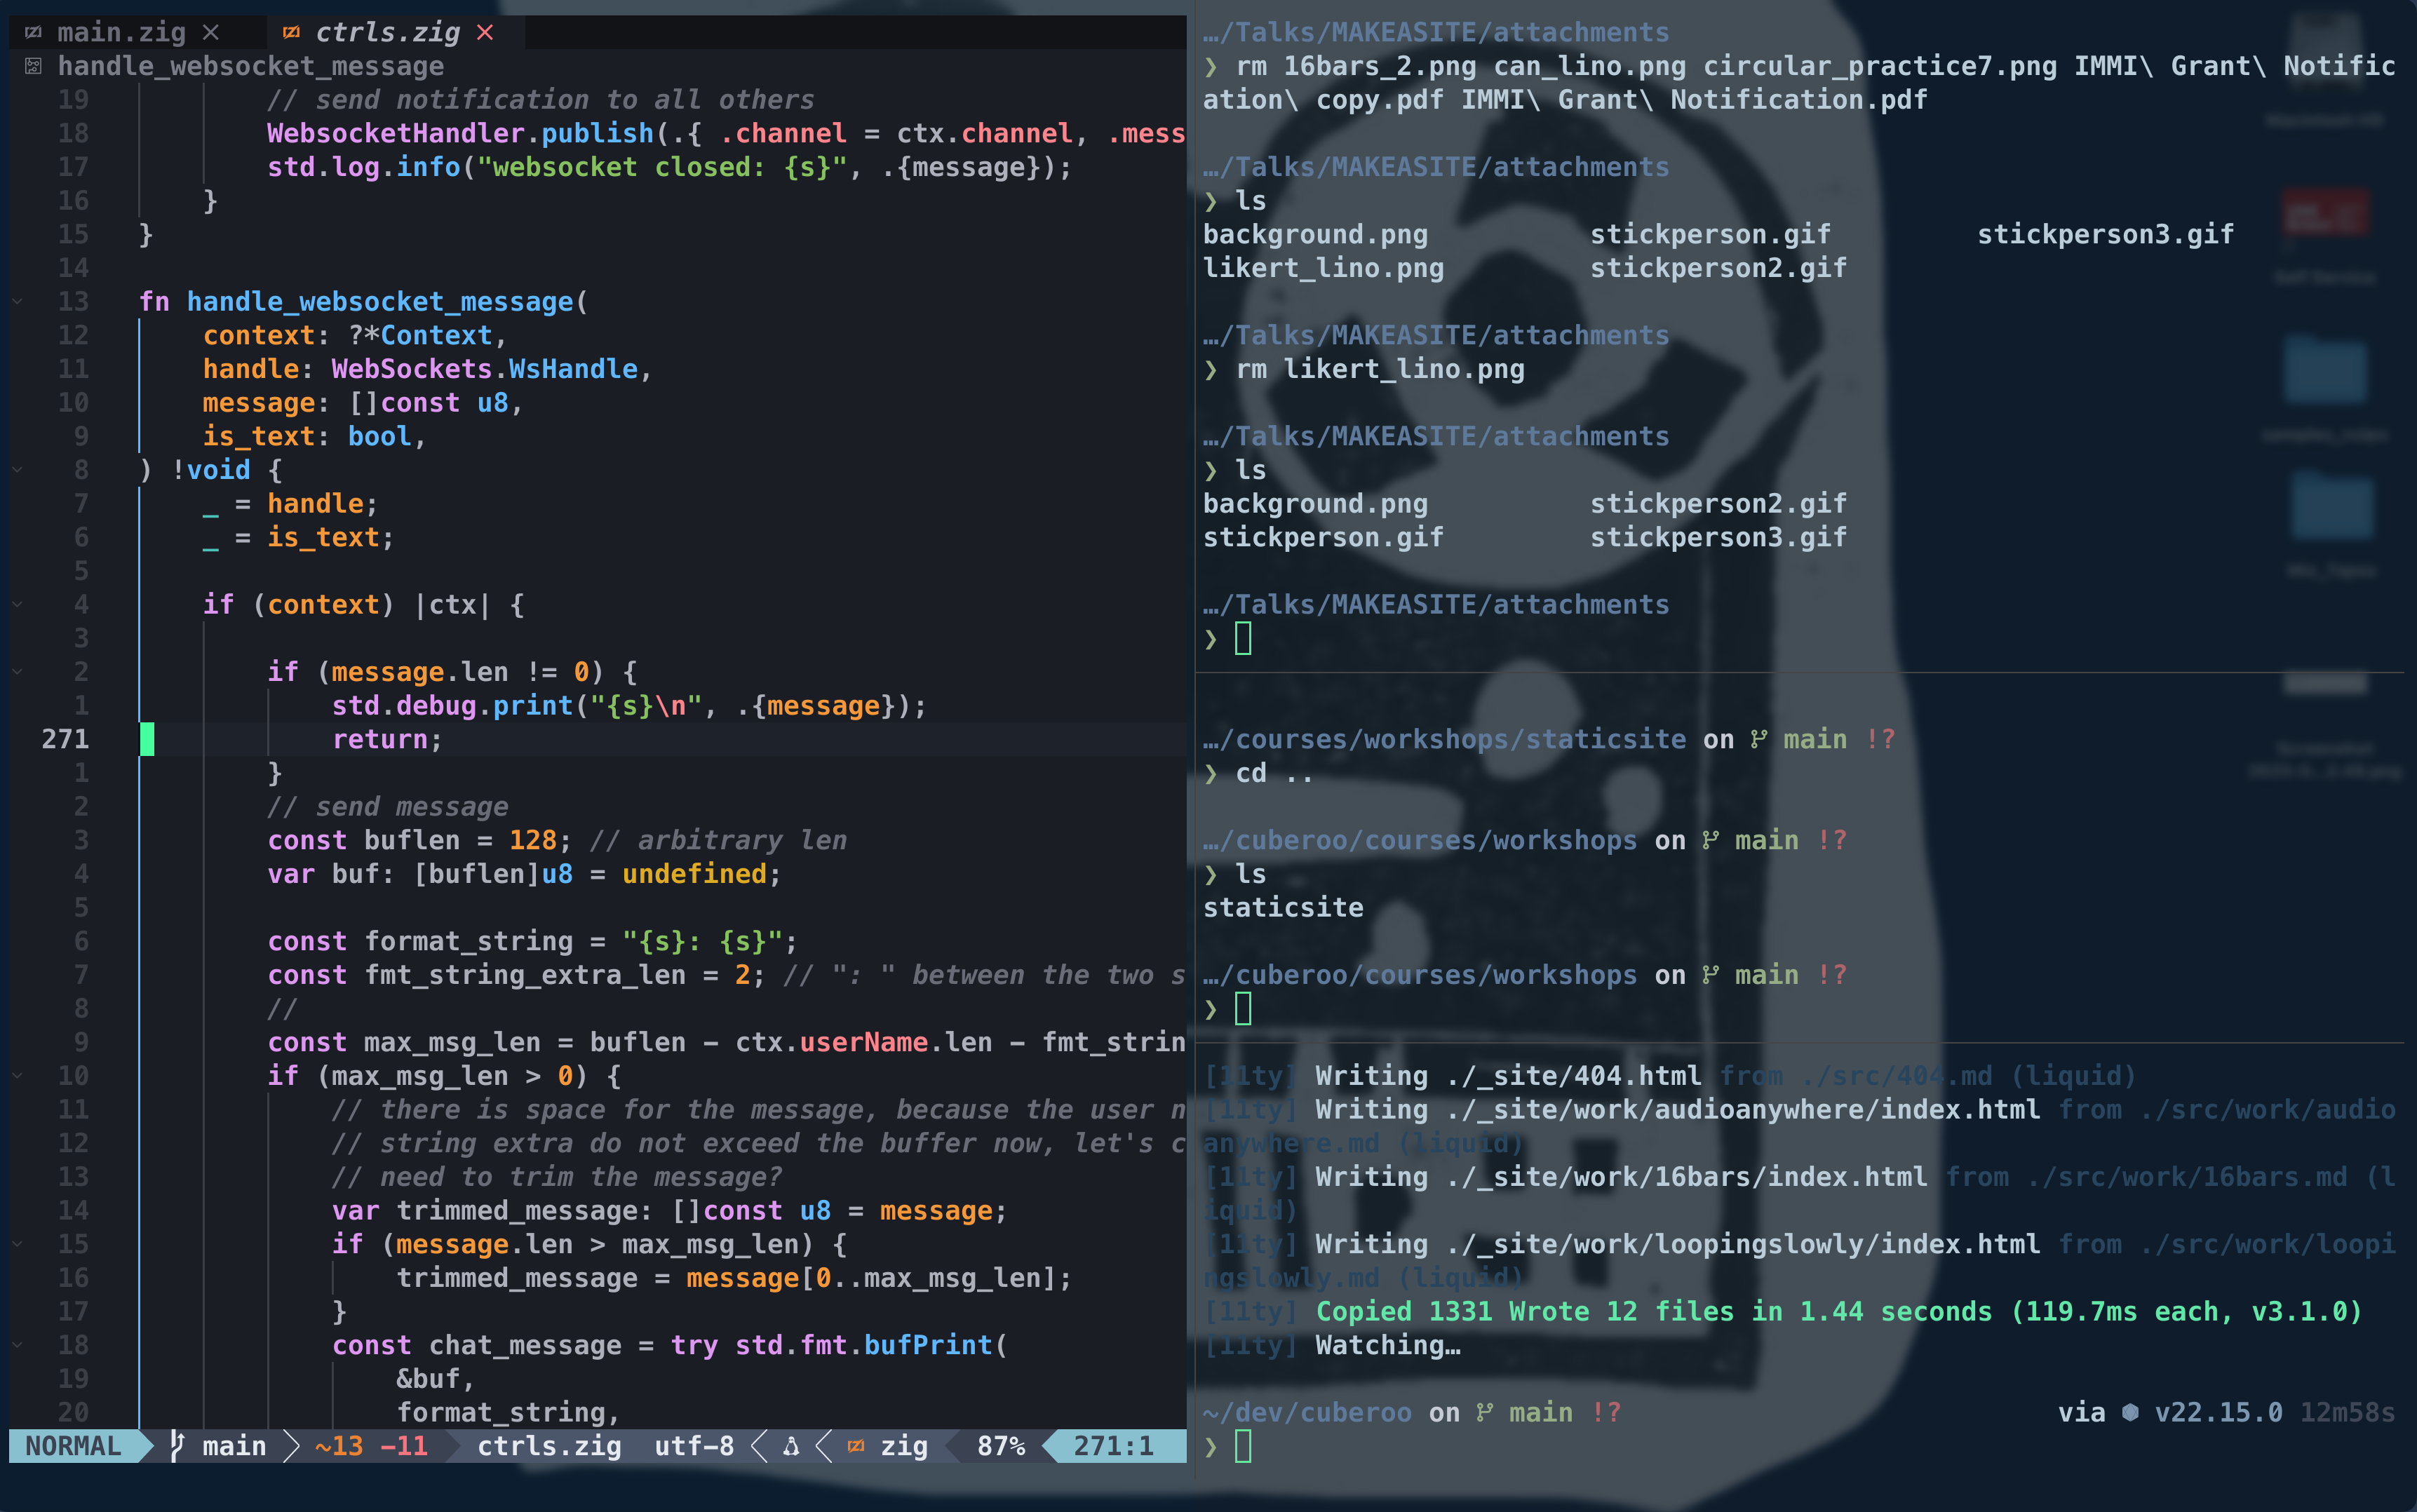 main.zig
ctrls.zig
handle_websocket_message
19 // send notification to all others
18 WebsocketHandler.publish(.{ .channel = ctx.channel, .mess
17 std.log.info("websocket closed: {s}", .{message});
16 }
15 }
14
13 fn handle_websocket_message(
12 context: ?*Context,
11 handle: WebSockets.WsHandle,
10 message: []const u8,
9 is_text: bool,
8 ) !void {
7 _ = handle;
6 _ = is_text;
5
4 if (context) |ctx| {
3
2 if (message.len != 0) {
1 std.debug.print("{s}\n", .{message});
271 return;
1 }
2 // send message
3 const buflen = 128; // arbitrary len
4 var buf: [buflen]u8 = undefined;
5
6 const format_string = "{s}: {s}";
7 const fmt_string_extra_len = 2; // ": " between the two s
8 //
9 const max_msg_len = buflen - ctx.userName.len - fmt_strin
10 if (max_msg_len > 0) {
11 // there is space for the message, because the user n
12 // string extra do not exceed the buffer now, let's c
13 // need to trim the message?
14 var trimmed_message: []const u8 = message;
15 if (message.len > max_msg_len) {
16 trimmed_message = message[0..max_msg_len];
17 }
18 const chat_message = try std.fmt.bufPrint(
19 &buf,
20 format_string,
NORMAL main ~13 -11 ctrls.zig utf-8 zig 87% 271:1
…/Talks/MAKEASITE/attachments
❯ rm 16bars_2.png can_lino.png circular_practice7.png IMMI\ Grant\ Notific
ation\ copy.pdf IMMI\ Grant\ Notification.pdf
…/Talks/MAKEASITE/attachments
❯ ls
background.png stickperson.gif stickperson3.gif
likert_lino.png stickperson2.gif
…/Talks/MAKEASITE/attachments
❯ rm likert_lino.png
…/Talks/MAKEASITE/attachments
❯ ls
background.png stickperson2.gif
stickperson.gif stickperson3.gif
…/Talks/MAKEASITE/attachments
❯
…/courses/workshops/staticsite on main !?
❯ cd ..
…/cuberoo/courses/workshops on main !?
❯ ls
staticsite
…/cuberoo/courses/workshops on main !?
❯
[11ty] Writing ./_site/404.html from ./src/404.md (liquid)
[11ty] Writing ./_site/work/audioanywhere/index.html from ./src/work/audio
anywhere.md (liquid)
[11ty] Writing ./_site/work/16bars/index.html from ./src/work/16bars.md (l
iquid)
[11ty] Writing ./_site/work/loopingslowly/index.html from ./src/work/loopi
ngslowly.md (liquid)
[11ty] Copied 1331 Wrote 12 files in 1.44 seconds (119.7ms each, v3.1.0)
[11ty] Watching…
~/dev/cuberoo on main !? via v22.15.0 12m58s
❯